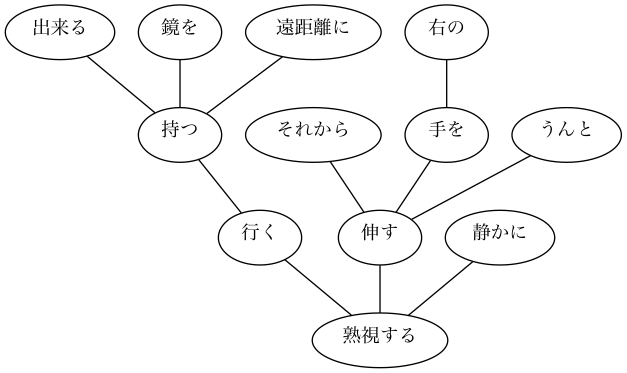 出来る 鏡を 遠距離に 右の
持つ それから 手を うんと
行く 伸す 静かに
熟視する